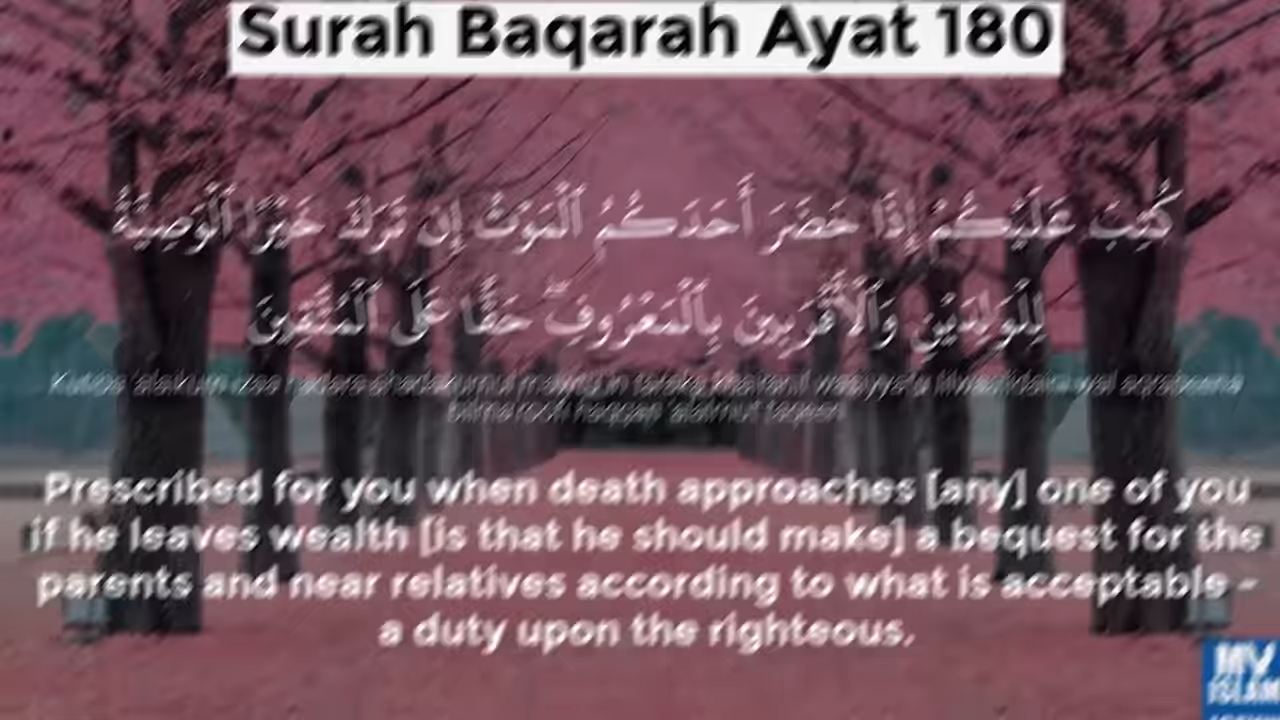 Surah Baqarah Ayat 180
كُتِبَ عَلَيْكُمْ إِذَا حَضَرَ أَحَدَكُمُ ٱلْمَوْتُ إِن تَرَكَ خَيْرًا ٱلْوَصِيَّةُ
لِلْوَٰلِدَيْنِ وَٱلْأَقْرَبِينَ بِٱلْمَعْرُوفِ ۖ حَقًّا عَلَى ٱلْمُتَّقِينَ
Prescribed for you when death approaches [any] one of you
if he leaves wealth [is that he should make] a bequest for the
parents and near relatives according to what is acceptable -
a duty upon the righteous.
MY
ISLAM